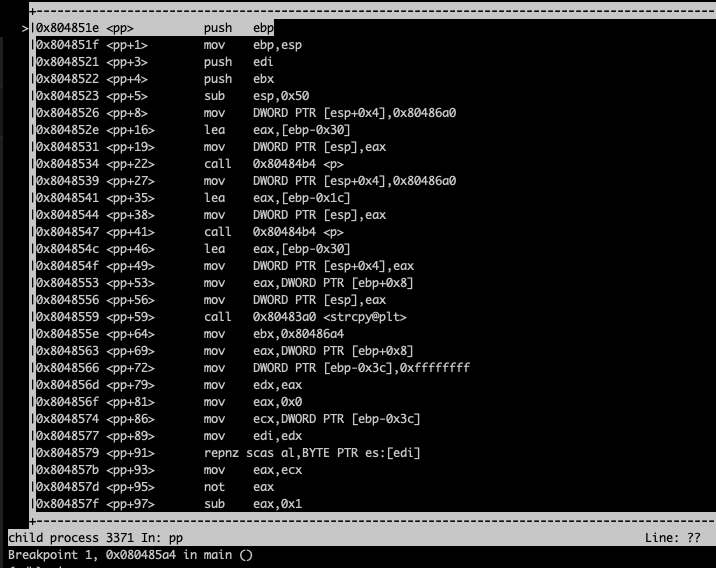 >|0x804851e <pp> push ebp
|0x804851f <pp+1> mov ebp,esp
|0x8048521 <pp+3> push edi
|0x8048522 <pp+4> push ebx
|0x8048523 <pp+5> sub esp,0x50
|0x8048526 <pp+8> mov DWORD PTR [esp+0x4],0x80486a0
|0x804852e <pp+16> lea eax,[ebp-0x30]
|0x8048531 <pp+19> mov DWORD PTR [esp],eax
|0x8048534 <pp+22> call 0x80484b4 <p>
|0x8048539 <pp+27> mov DWORD PTR [esp+0x4],0x80486a0
|0x8048541 <pp+35> lea eax,[ebp-0x1c]
|0x8048544 <pp+38> mov DWORD PTR [esp],eax
|0x8048547 <pp+41> call 0x80484b4 <p>
|0x804854c <pp+46> lea eax,[ebp-0x30]
|0x804854f <pp+49> mov DWORD PTR [esp+0x4],eax
|0x8048553 <pp+53> mov eax,DWORD PTR [ebp+0x8]
|0x8048556 <pp+56> mov DWORD PTR [esp],eax
|0x8048559 <pp+59> call 0x80483a0 <strcpy@plt>
|0x804855e <pp+64> mov ebx,0x80486a4
|0x8048563 <pp+69> mov eax,DWORD PTR [ebp+0x8]
|0x8048566 <pp+72> mov DWORD PTR [ebp-0x3c],0xffffffff
|0x804856d <pp+79> mov edx,eax
|0x804856f <pp+81> mov eax,0x0
|0x8048574 <pp+86> mov ecx,DWORD PTR [ebp-0x3c]
|0x8048577 <pp+89> mov edi,edx
|0x8048579 <pp+91> repnz scas al,BYTE PTR es:[edi]
|0x804857b <pp+93> mov eax,ecx
|0x804857d <pp+95> not eax
|0x804857f <pp+97> sub eax,0x1
child process 3371 In: pp Line: ??
Breakpoint 1, 0x080485a4 in main ()